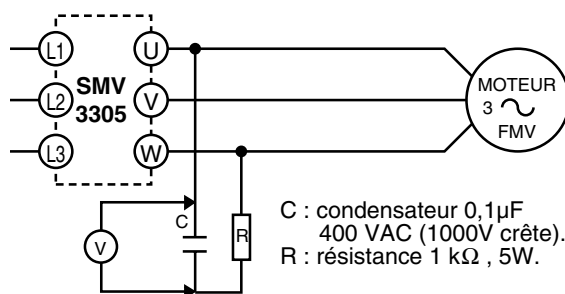 L1 U
SMV
3305
L2 V
L3 W
MOTEUR
3
FMV
C
V
R
C : condensateur 0,1µF
400 VAC (1000V crête).
R : résistance 1 kΩ , 5W.